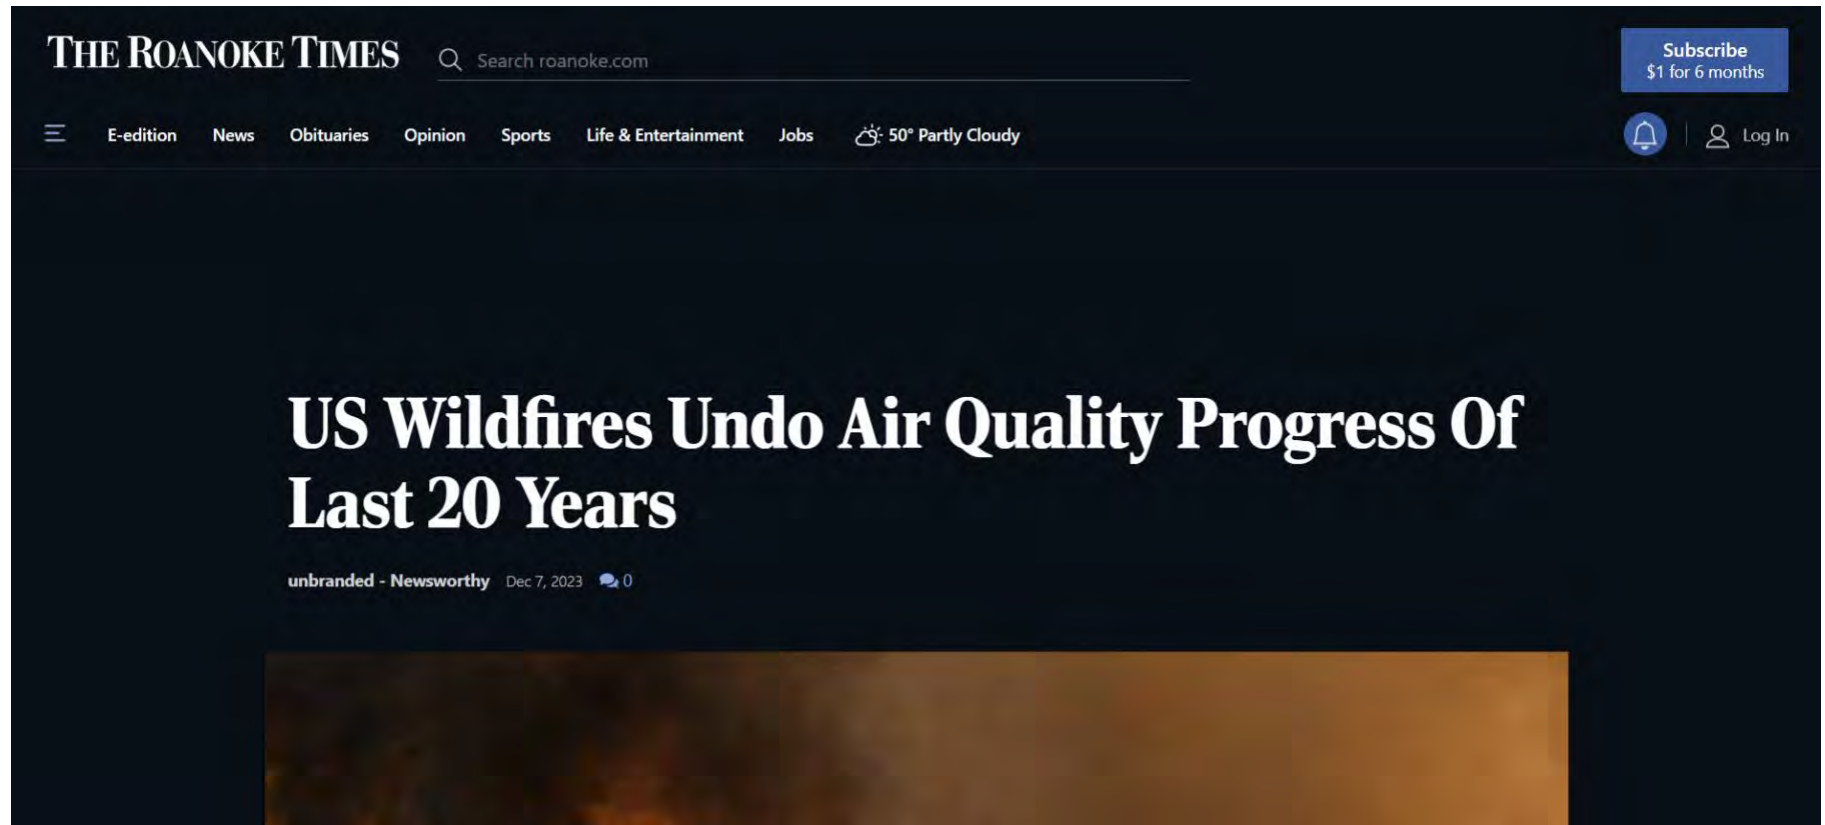 THE ROANOKE TIMES
Search roanoke.com
Subscribe
$1 for 6 months
E-edition News Obituaries Opinion Sports Life & Entertainment Jobs 50° Partly Cloudy Log In
US Wildfires Undo Air Quality Progress Of
Last 20 Years
unbranded - Newsworthy Dec 7, 2023 0